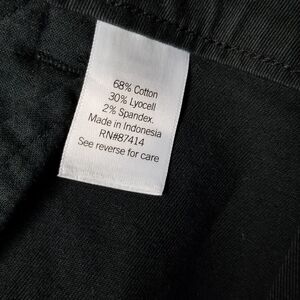 68% Cotton
30% Lyocell
2% Spandex.
Made in Indonesia
RN#87414
See reverse for care